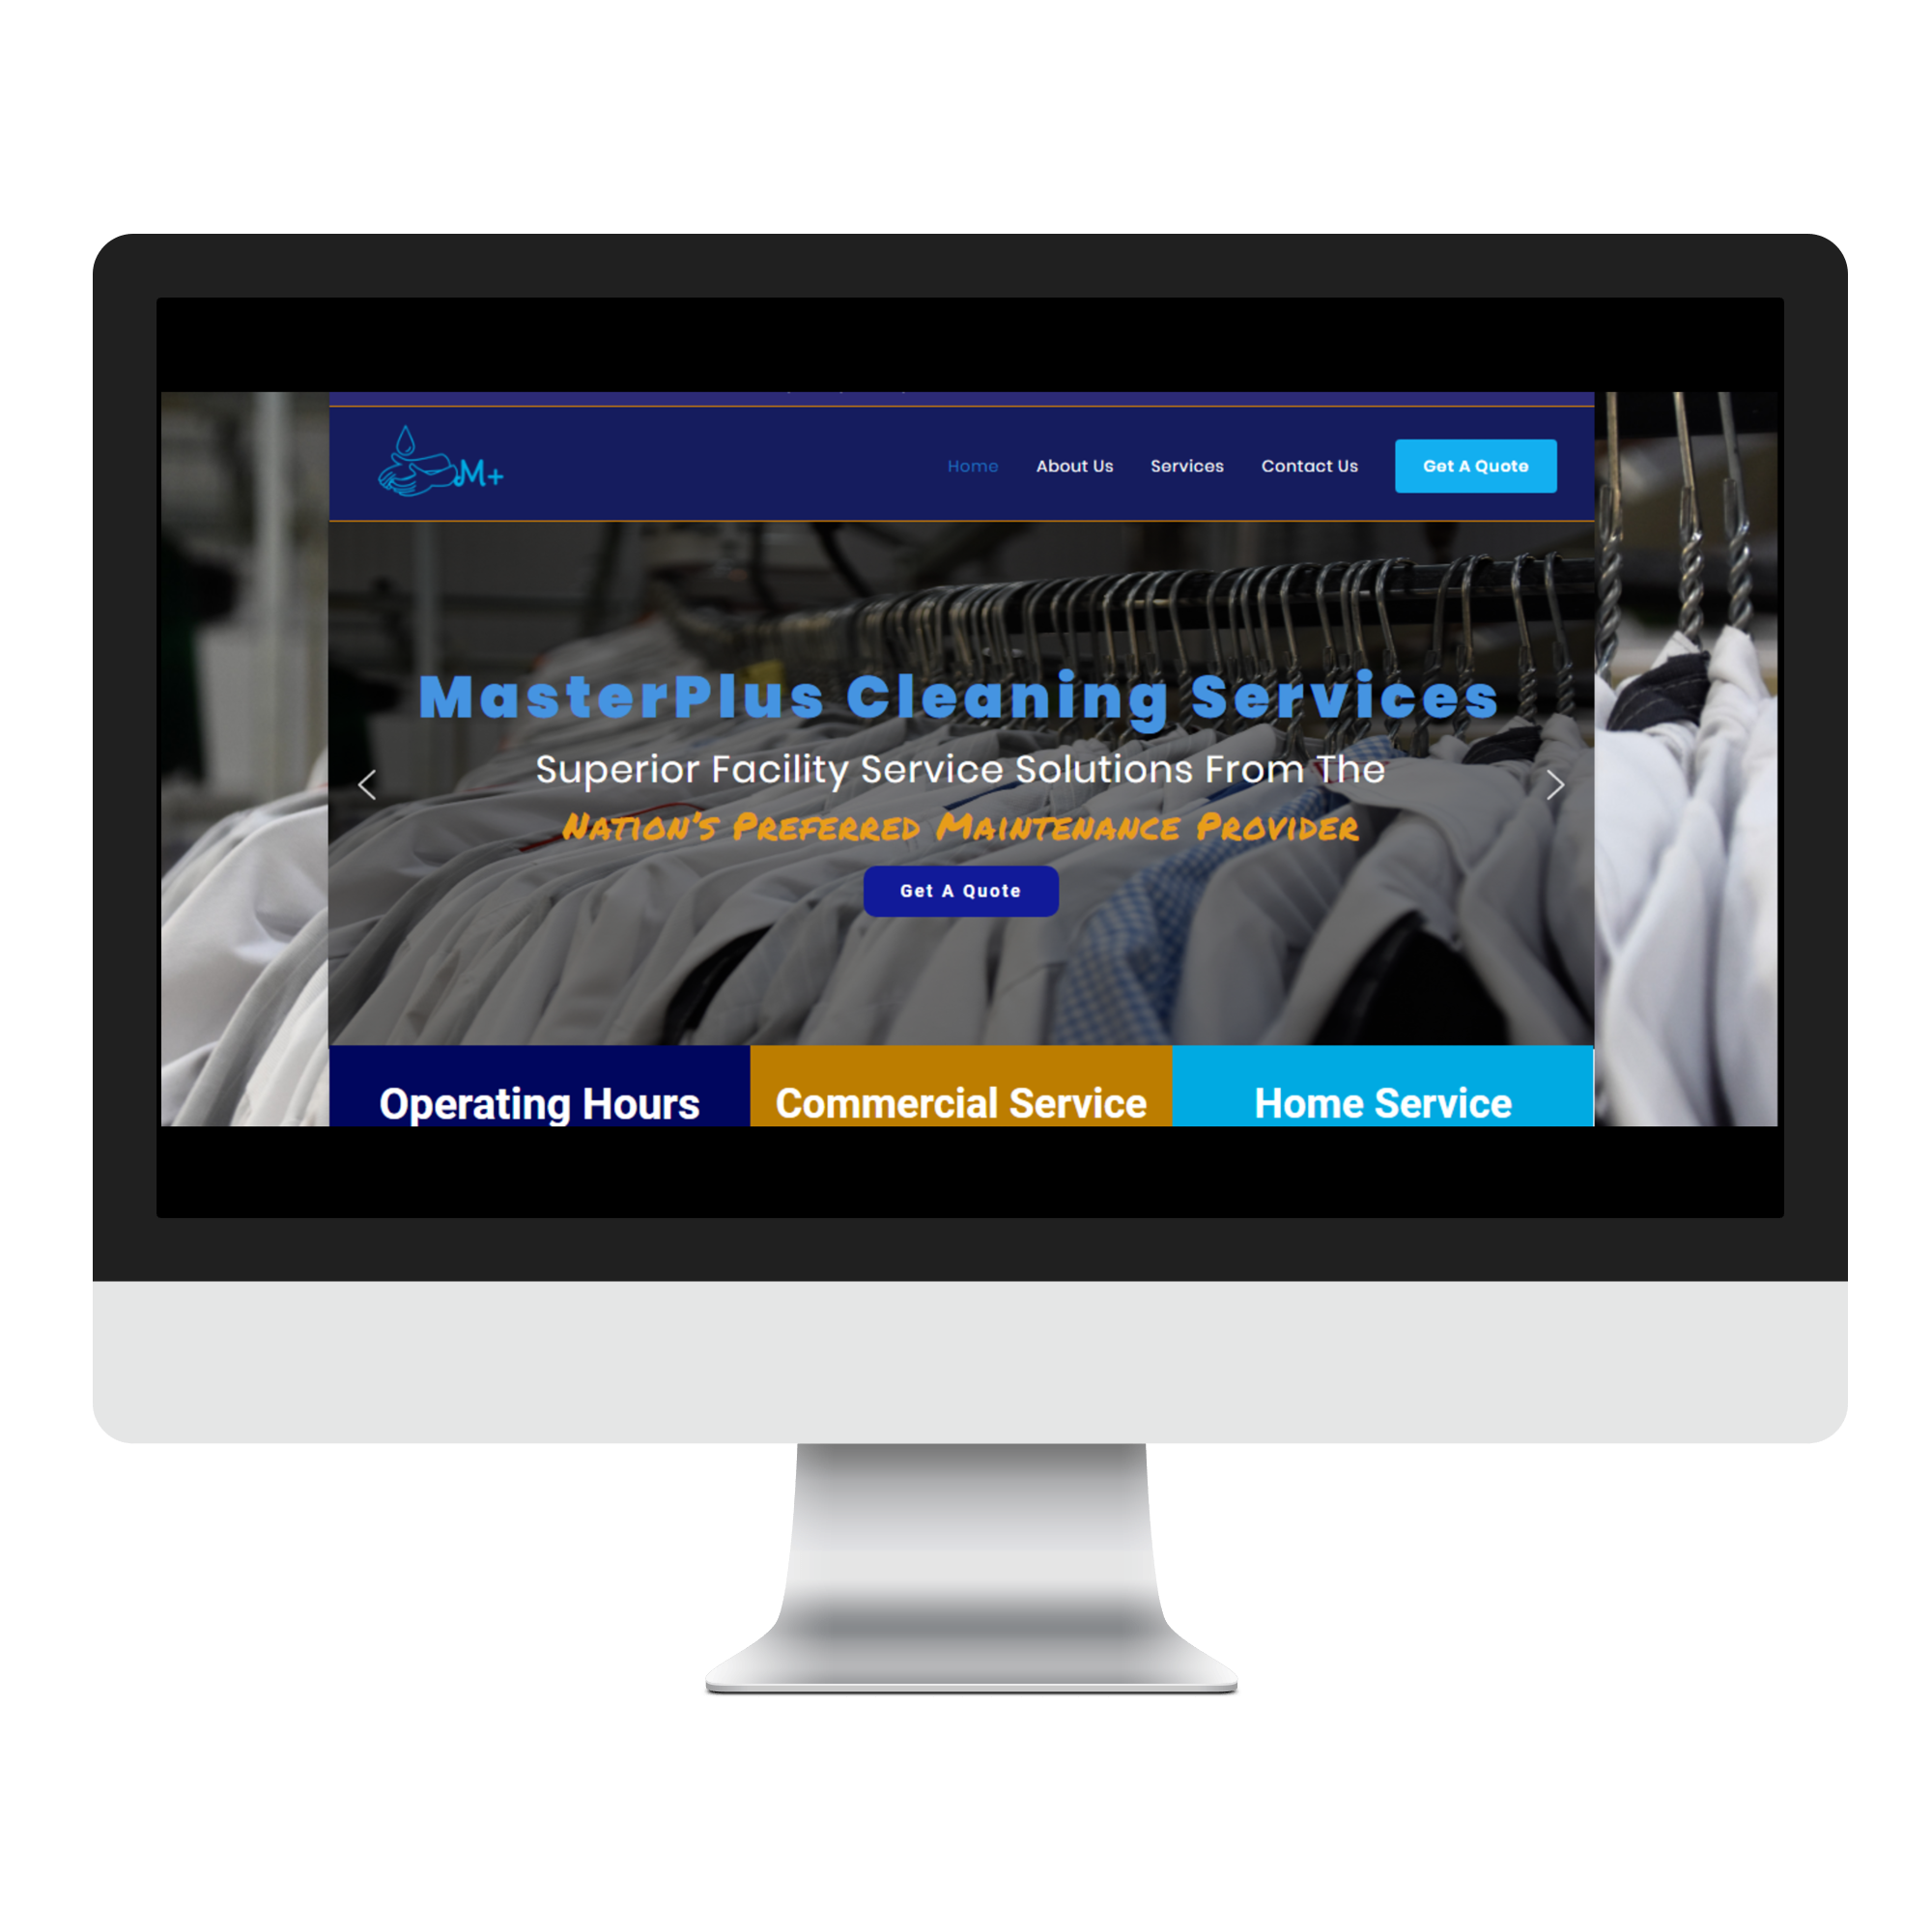 M+
Home About Us Services Contact Us Get A Quote
MasterPlus Cleaning Services
Superior Facility Service Solutions From The
Nation's Preferred Maintenance Provider
Get A Quote
Operating Hours Commercial Service Home Service